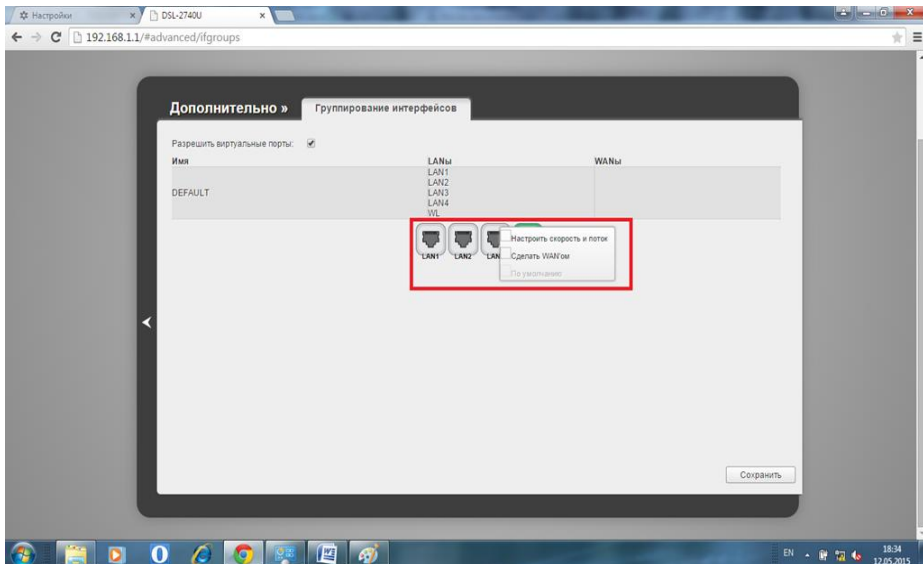 Настройки
DSL-2740U
192.168.1.1/#advanced/ifgroups
Дополнительно » Группирование интерфейсов
Разрешить виртуальные порты:
Имя LANы WANы
LAN1
LAN2
DEFAULT LAN3
LAN4
WL
Настроить скорость и поток
LAN1 LAN2 LAN Сделать WAN'ом
По умолчанию
Сохранить
EN 18:34
12.05.2015